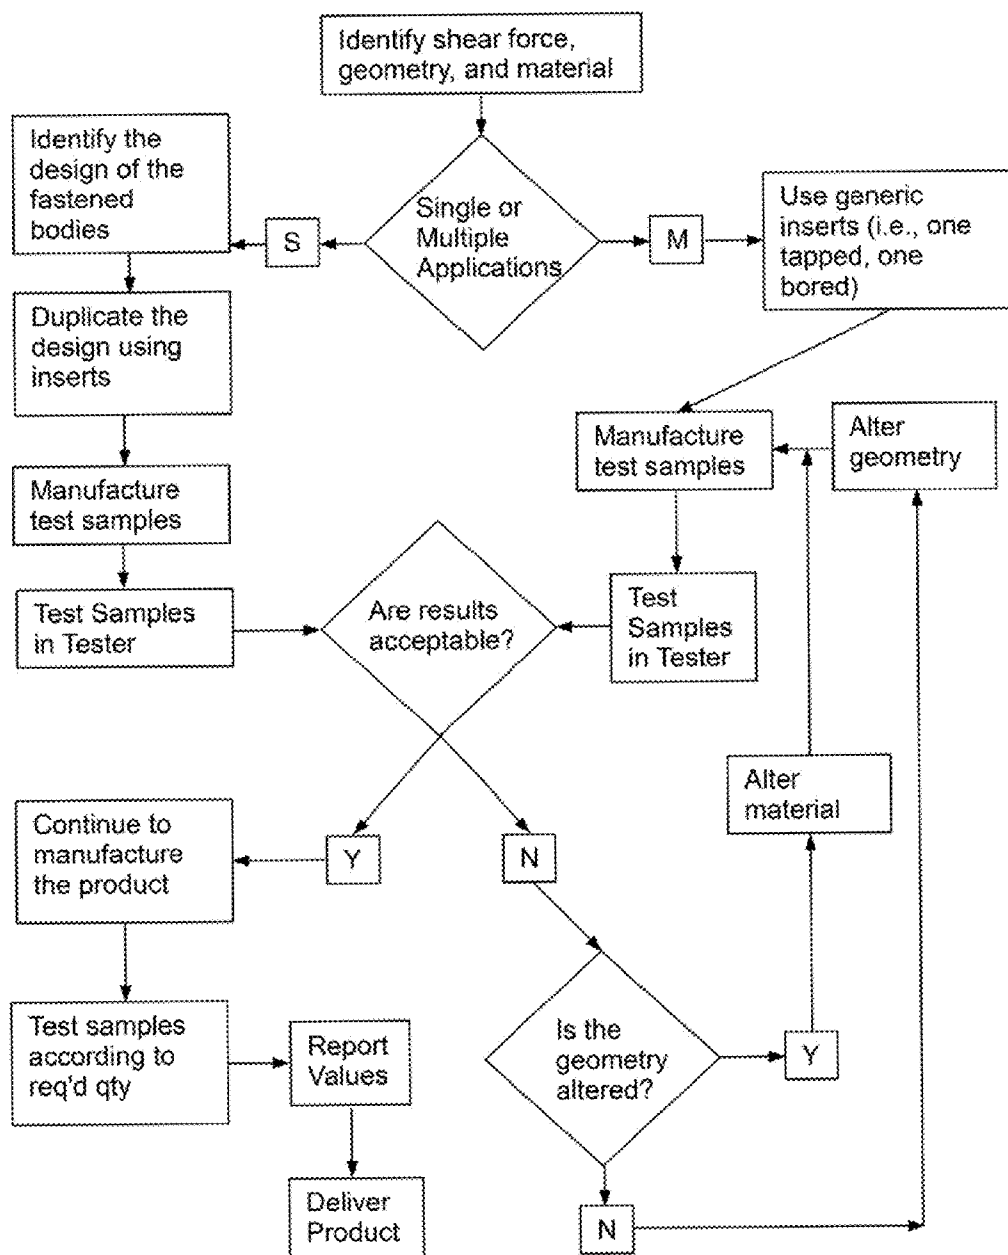 Identify shear force,
geometry, and material
Identify the
design of the
fastened
bodies
S
Single or
Multiple
Applications
M
Use generic
inserts (i.e., one
tapped, one
bored)
Duplicate the
design using
inserts
Manufacture
test samples
Alter
geometry
Manufacture
test samples
Test Samples
in Tester
Are results
acceptable?
Test
Samples
in Tester
Alter
material
Continue to
manufacture
the product
Y
N
Test samples
according to
req'd qty
Report
Values
Is the
geometry
altered?
Y
Deliver
Product
N